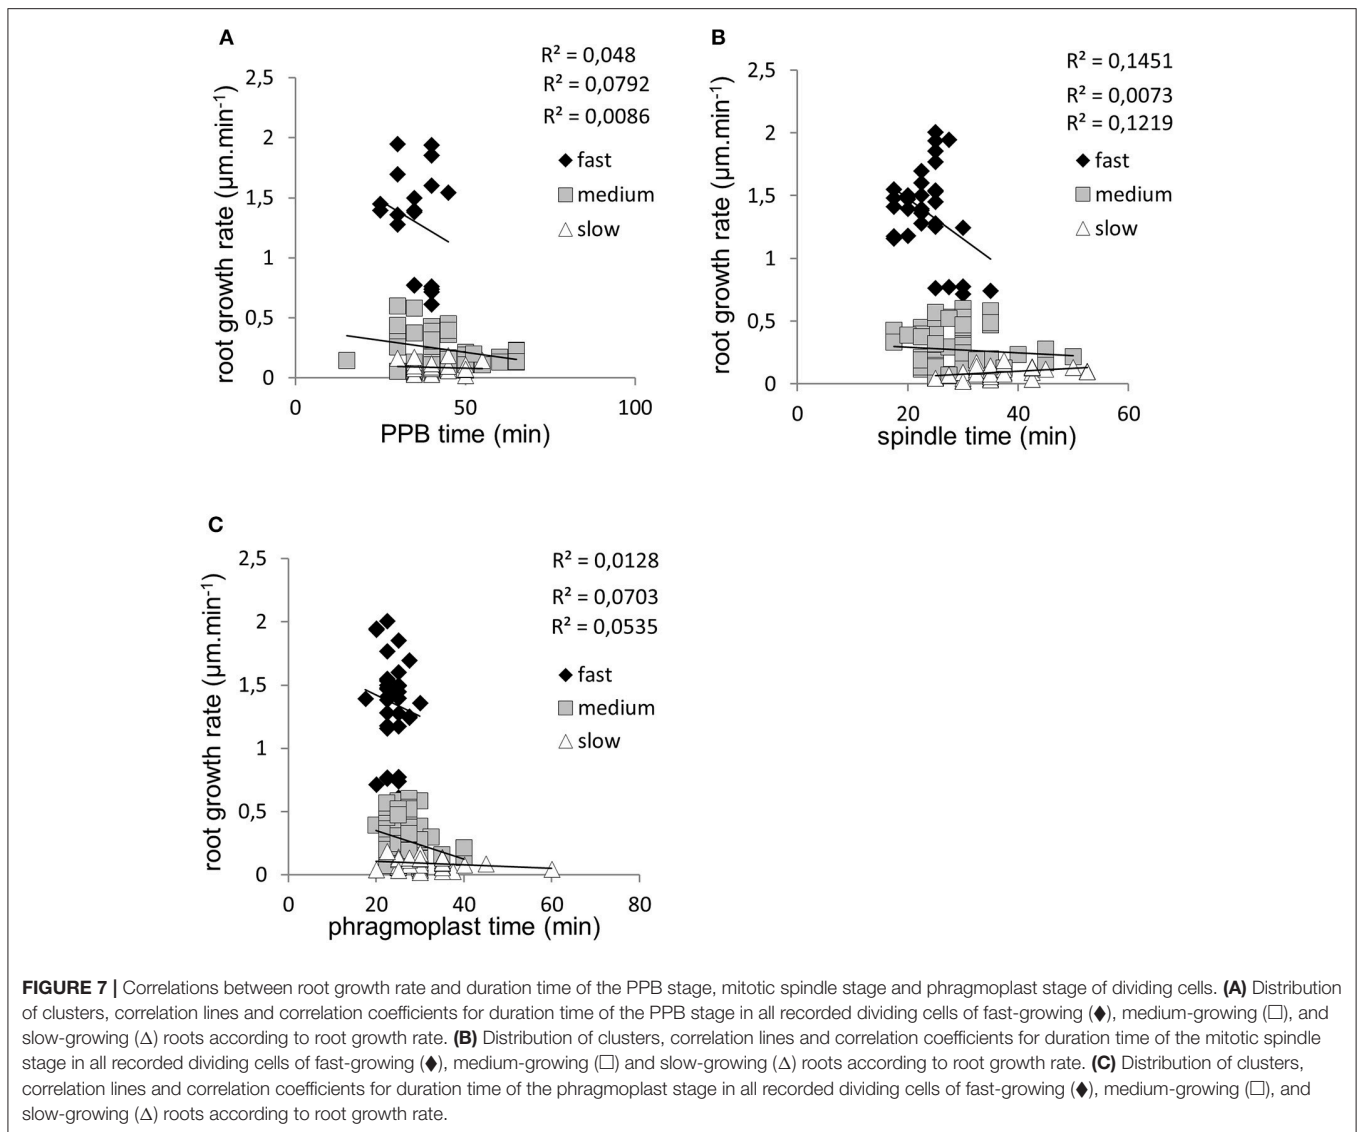 A
R² = 0,048
R² = 0,0792
R² = 0,0086
2,5
2
1,5
1
0,5
0
root growth rate (µm.min⁻¹)
fast
medium
slow
0
50
100
PPB time (min)
B
R² = 0,1451
R² = 0,0073
R² = 0,1219
2,5
2
1,5
1
0,5
0
root growth rate (µm.min⁻¹)
fast
medium
slow
0
20
40
60
spindle time (min)
C
R² = 0,0128
R² = 0,0703
R² = 0,0535
2,5
2
1,5
1
0,5
0
root growth rate (µm.min⁻¹)
fast
medium
slow
0
20
40
60
80
phragmoplast time (min)
FIGURE 7 | Correlations between root growth rate and duration time of the PPB stage, mitotic spindle stage and phragmoplast stage of dividing cells. (A) Distribution
of clusters, correlation lines and correlation coefficients for duration time of the PPB stage in all recorded dividing cells of fast-growing (♦), medium-growing (□), and
slow-growing (Δ) roots according to root growth rate. (B) Distribution of clusters, correlation lines and correlation coefficients for duration time of the mitotic spindle
stage in all recorded dividing cells of fast-growing (♦), medium-growing (□) and slow-growing (Δ) roots according to root growth rate. (C) Distribution of clusters,
correlation lines and correlation coefficients for duration time of the phragmoplast stage in all recorded dividing cells of fast-growing (♦), medium-growing (□), and
slow-growing (Δ) roots according to root growth rate.